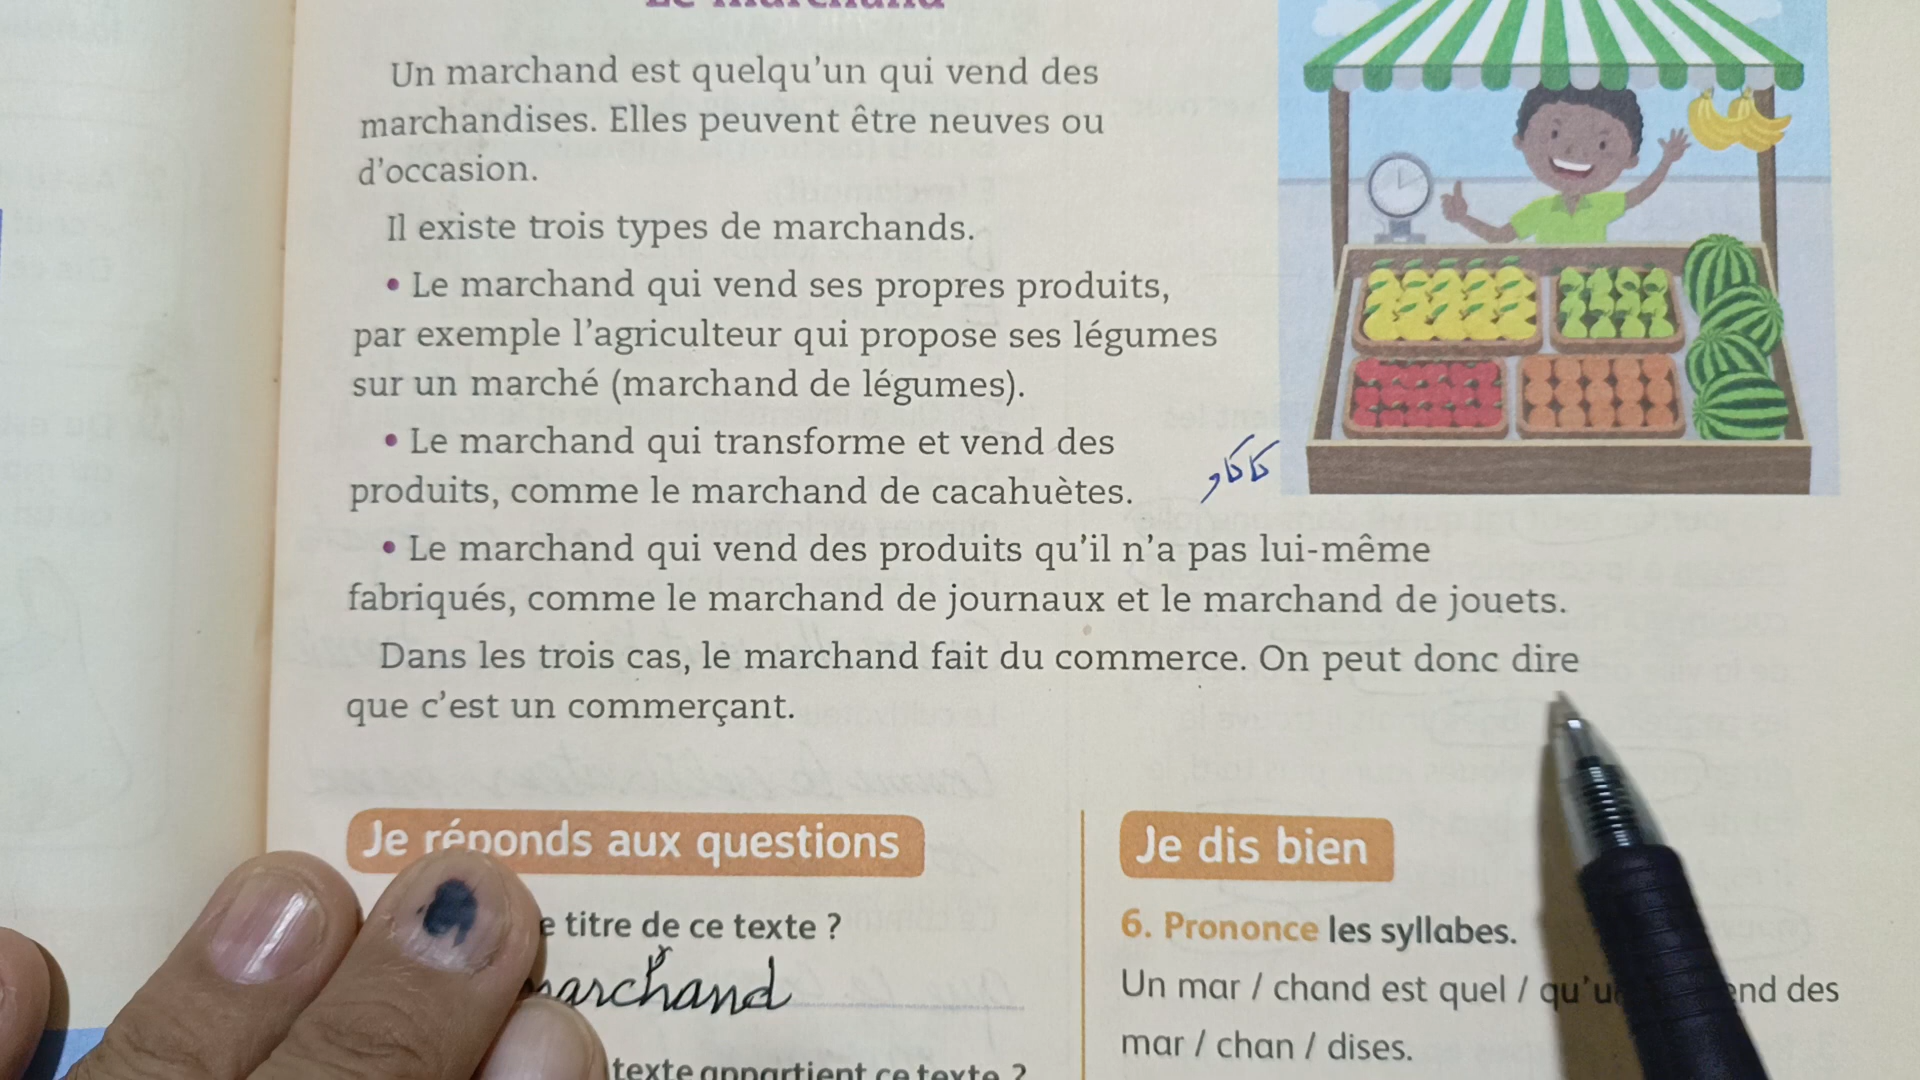 Le marchand
Un marchand est quelqu'un qui vend des
marchandises. Elles peuvent être neuves ou
d'occasion.
Il existe trois types de marchands.
• Le marchand qui vend ses propres produits,
par exemple l'agriculteur qui propose ses légumes
sur un marché (marchand de légumes).
• Le marchand qui transforme et vend des
produits, comme le marchand de cacahuètes.
• Le marchand qui vend des produits qu'il n'a pas lui-même
fabriqués, comme le marchand de journaux et le marchand de jouets.
Dans les trois cas, le marchand fait du commerce. On peut donc dire
que c'est un commerçant.
Je réponds aux questions
titre de ce texte ?
marchand
texte appartient ce texte ?
Je dis bien
6. Prononce les syllabes.
Un mar / chand est quel / des
mar / chan / dises.